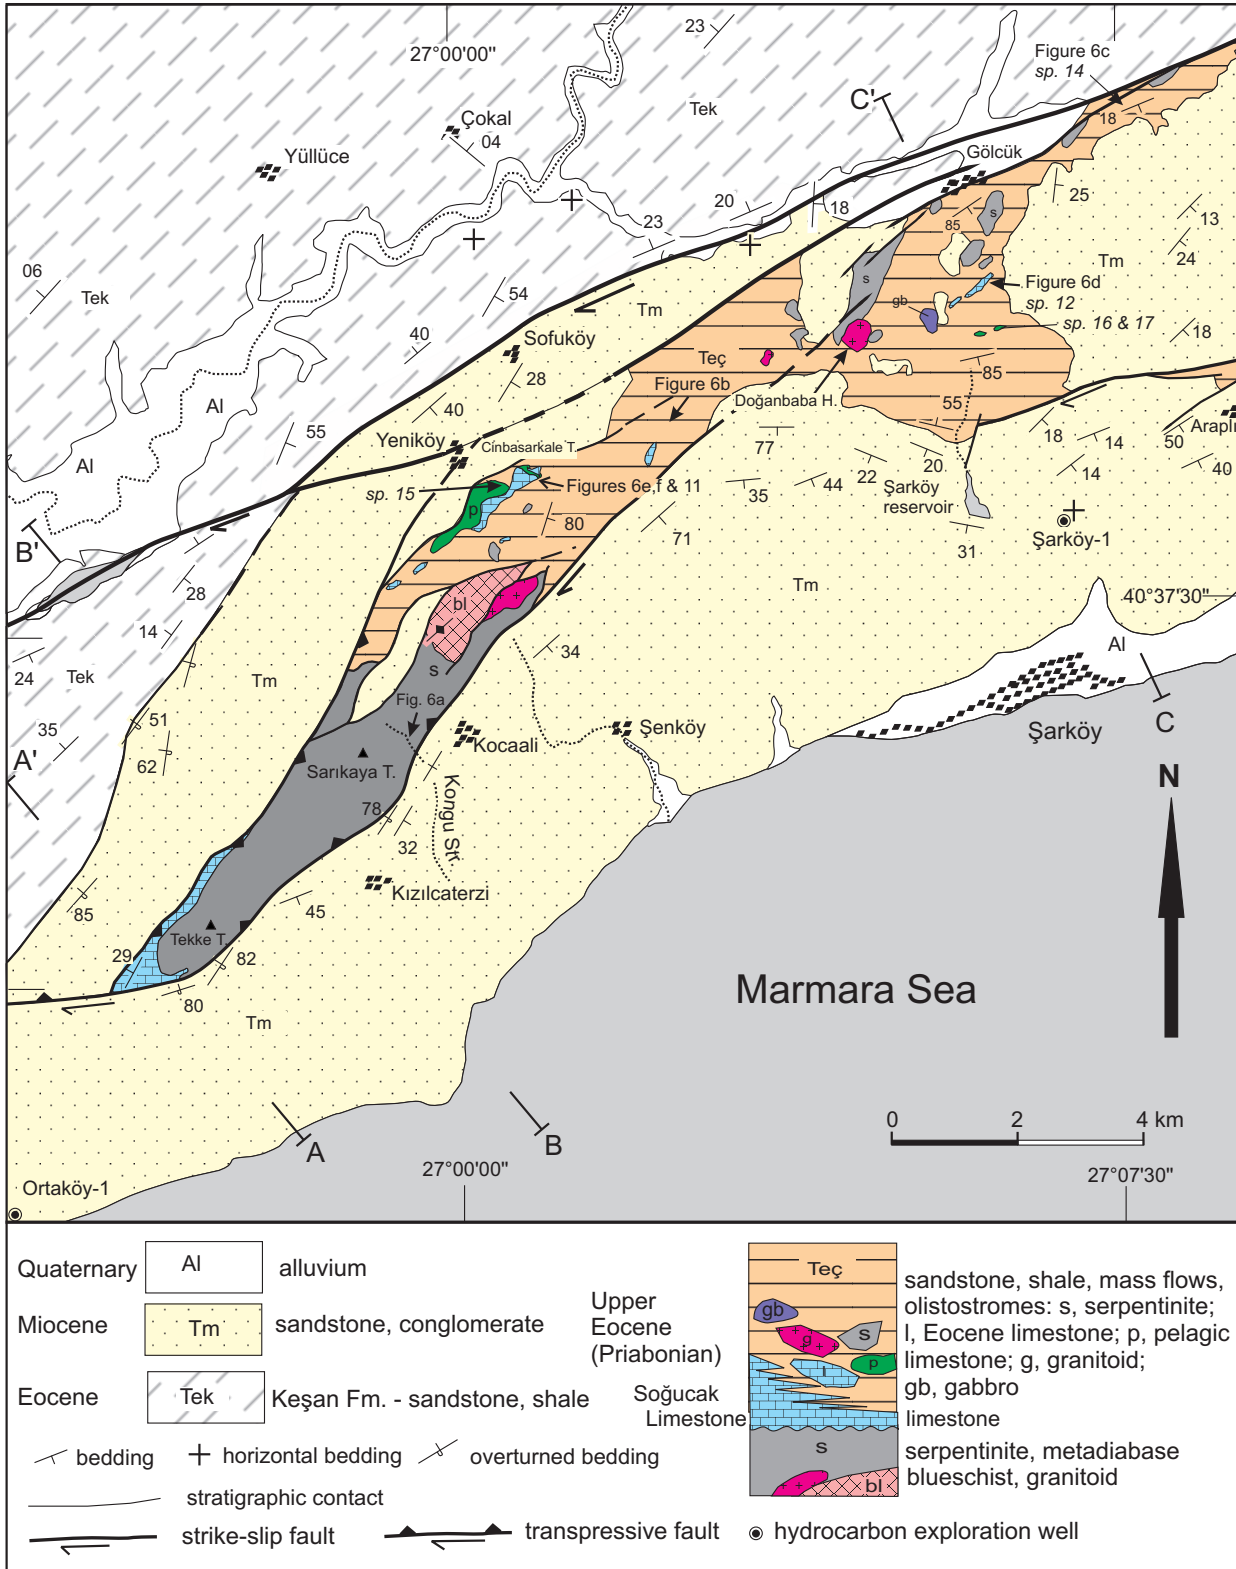 27°00'00"
23
Figure 6c
sp. 14
C'
Tek
Çokal
04
18
Yüllüce
Gölcük
20
18
25
13
23
s
85
24
06
Tek
54
Tm
s
Figure 6d
sp. 12
Tm
gb
sp. 16 & 17
18
40
Sofuköy
Teç
28
Figure 6b
85
Al
Doğanbaba H.
40
55
55
Yeniköy
Cinbasarkale T.
77
18
14
50
Araplı
Al
22
20
14
40
sp. 15
Figures 6e,f & 11
35
44
Şarköy
reservoir
p
80
71
31
Şarköy-1
B'
28
Tm
bl
40°37'30"
14
34
Al
24
Tek
Tm
s
Fig. 6a
51
35
62
Kocaali
Şenköy
Şarköy
C
A'
Sarıkaya T.
N
78
Kongu Str.
32
Kızılcaterzi
85
45
Tekke T.
29
82
Marmara Sea
80
Tm
0
2
4 km
A
B
27°00'00"
27°07'30"
Ortaköy-1
Quaternary
Al
alluvium
Miocene
Tm
sandstone, conglomerate
Eocene
Tek
Keşan Fm. - sandstone, shale
bedding
horizontal bedding
overturned bedding
stratigraphic contact
strike-slip fault
transpressive fault
hydrocarbon exploration well
Upper
Eocene
(Priabonian)
Soğucak
Limestone
Teç
gb
g
s
l
p
s
bl
sandstone, shale, mass flows,
olistostromes: s, serpentinite;
l, Eocene limestone; p, pelagic
limestone; g, granitoid;
gb, gabbro
limestone
serpentinite, metadiabase
blueschist, granitoid